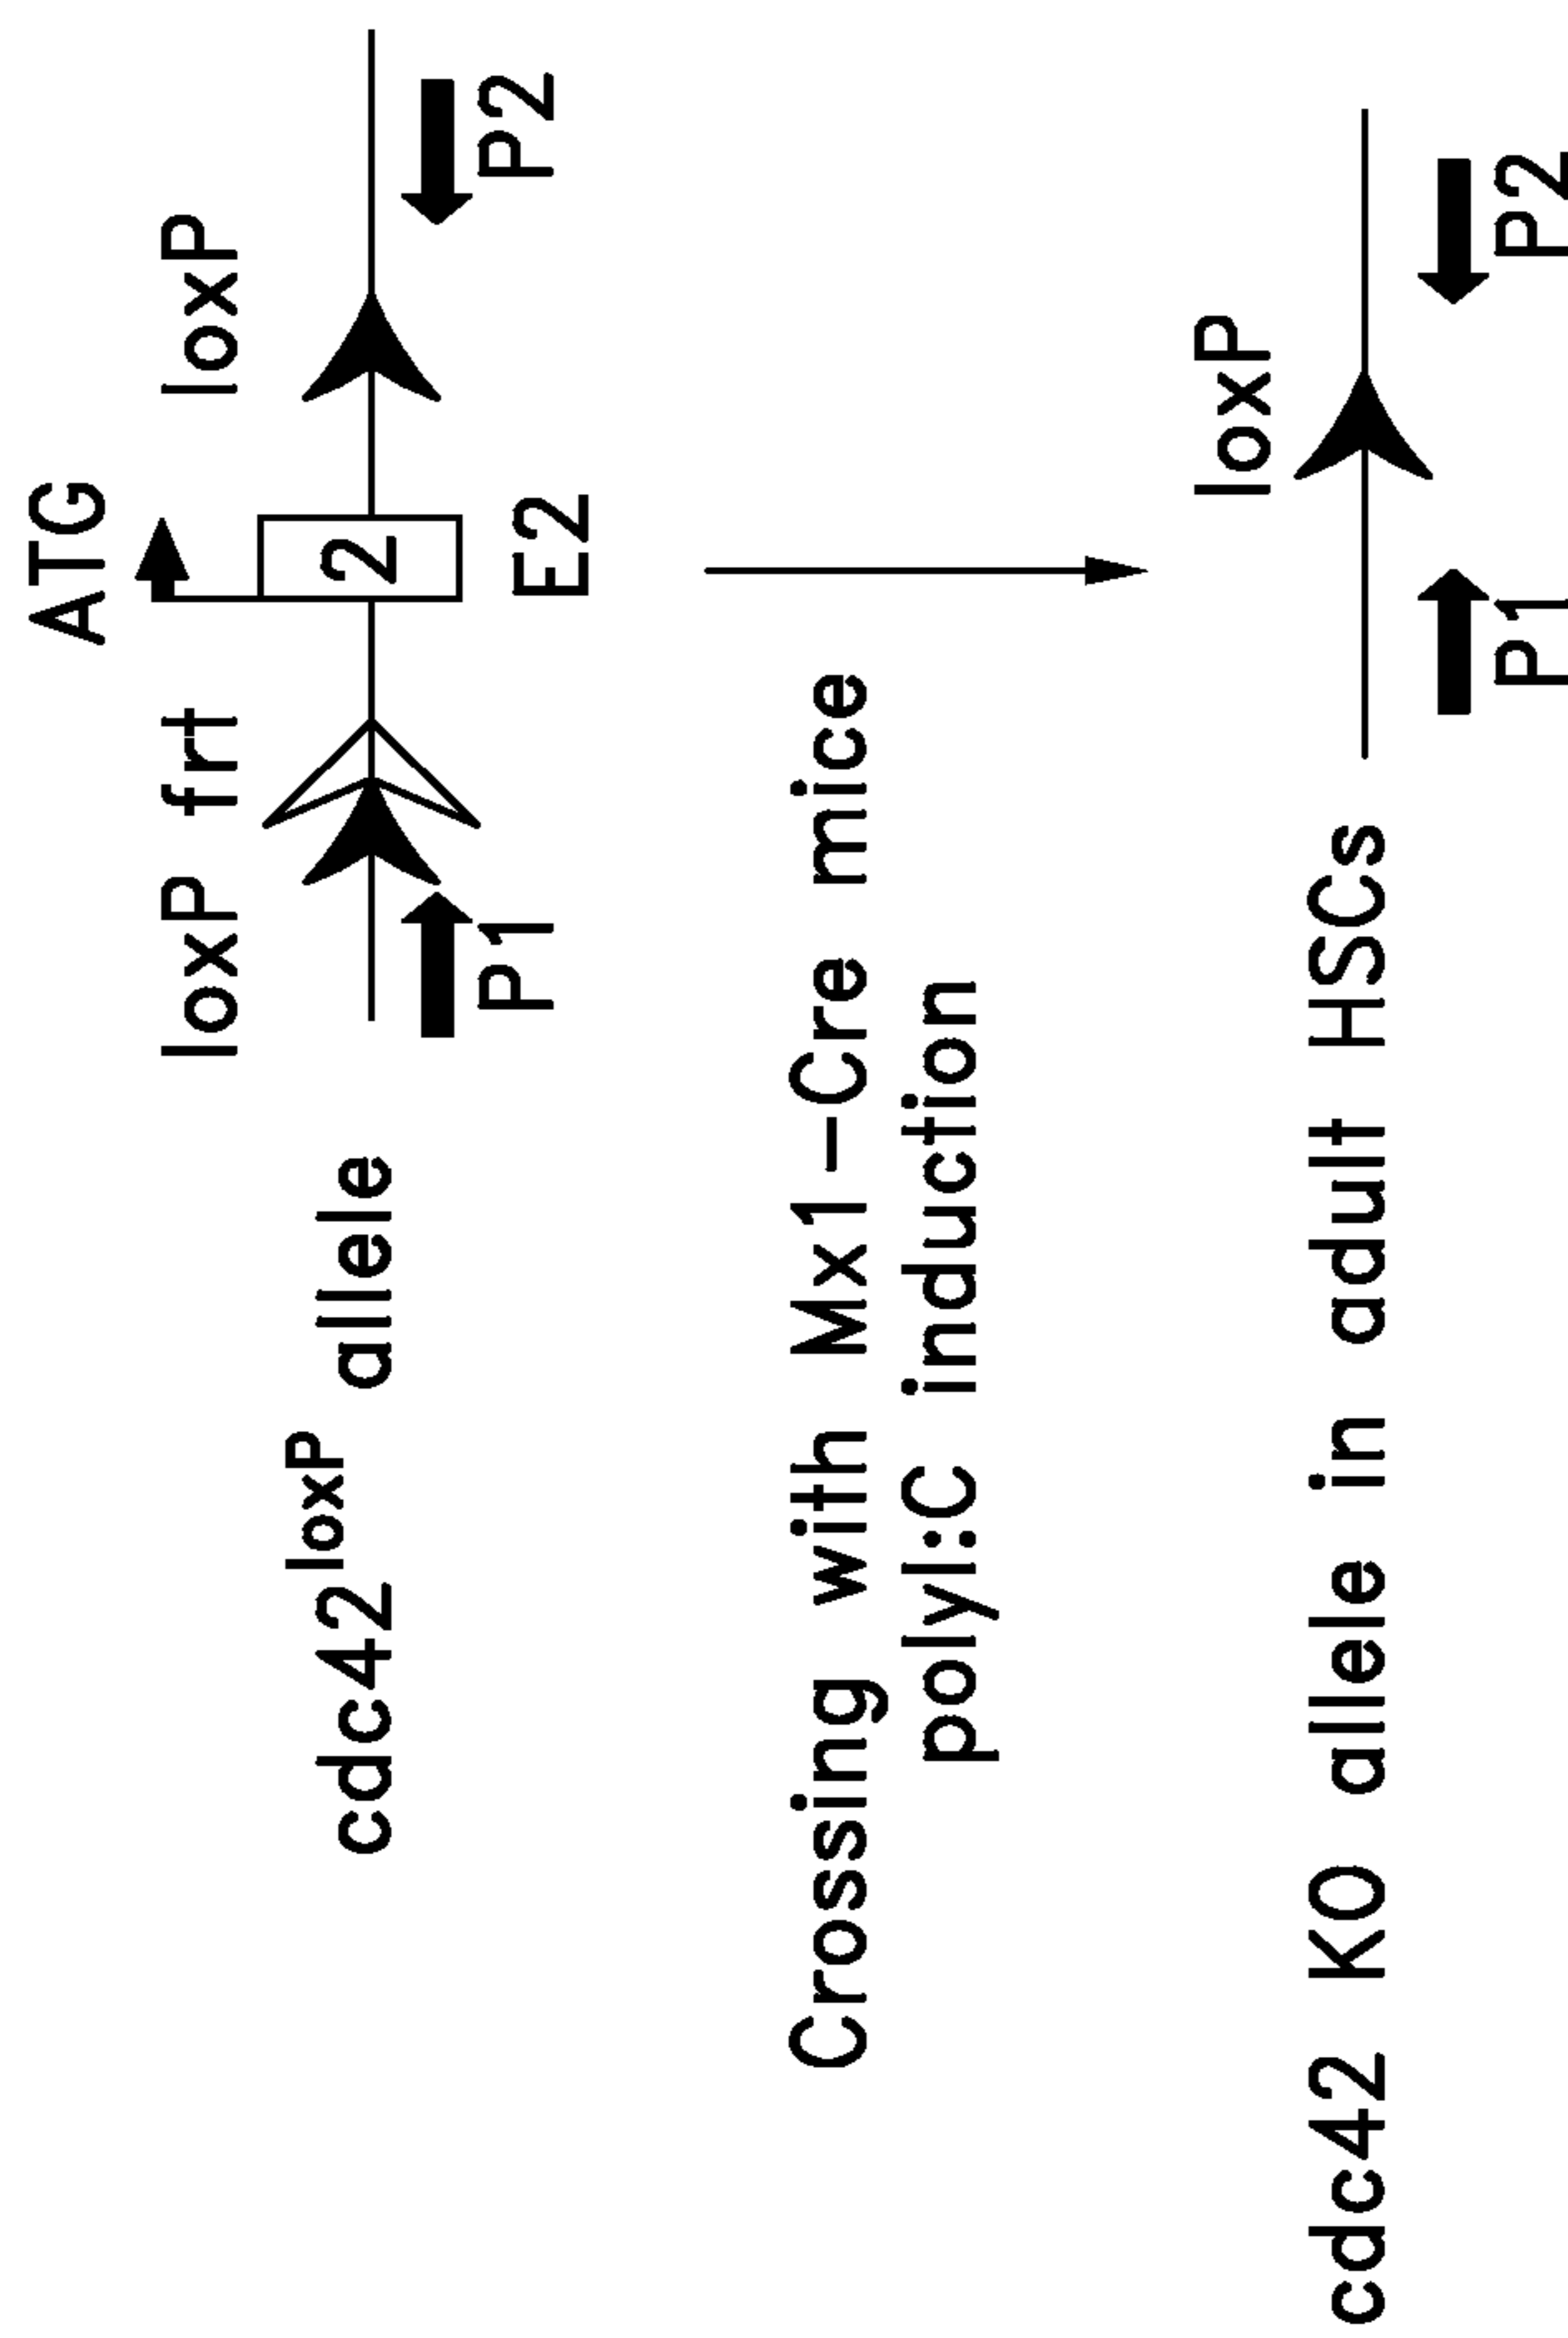 ATG
loxP frt loxP
cdc42loxP allele
2
P1 P2
E2
Crossing with Mx1-Cre mice
polyI:C induction
loxP
cdc42 KO allele in adult HSCs
P1 P2